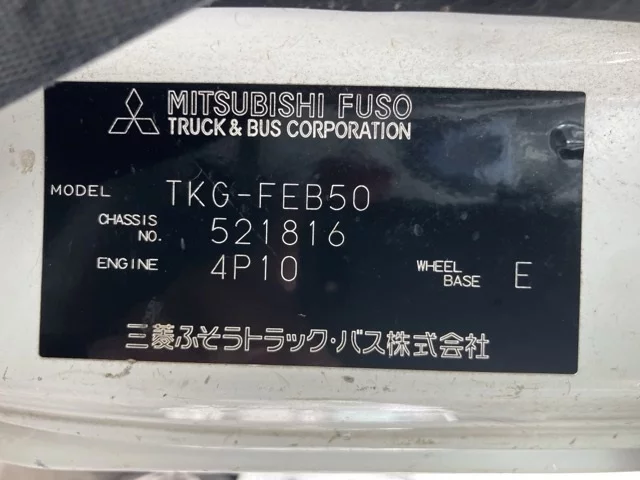 MITSUBISHI FUSO
TRUCK & BUS CORPORATION
MODEL TKG-FEB50
CHASSIS NO. 521816
ENGINE 4P10 WHEEL BASE E
三菱ふそうトラック・バス株式会社